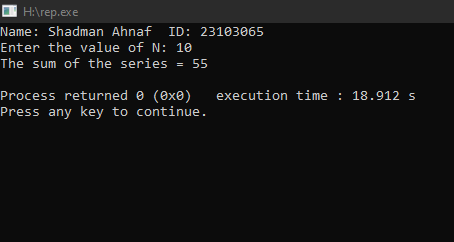 H:\rep.exe
Name: Shadman Ahnaf  ID: 23103065
Enter the value of N: 10
The sum of the series = 55
Process returned 0 (0x0)   execution time : 18.912 s
Press any key to continue.